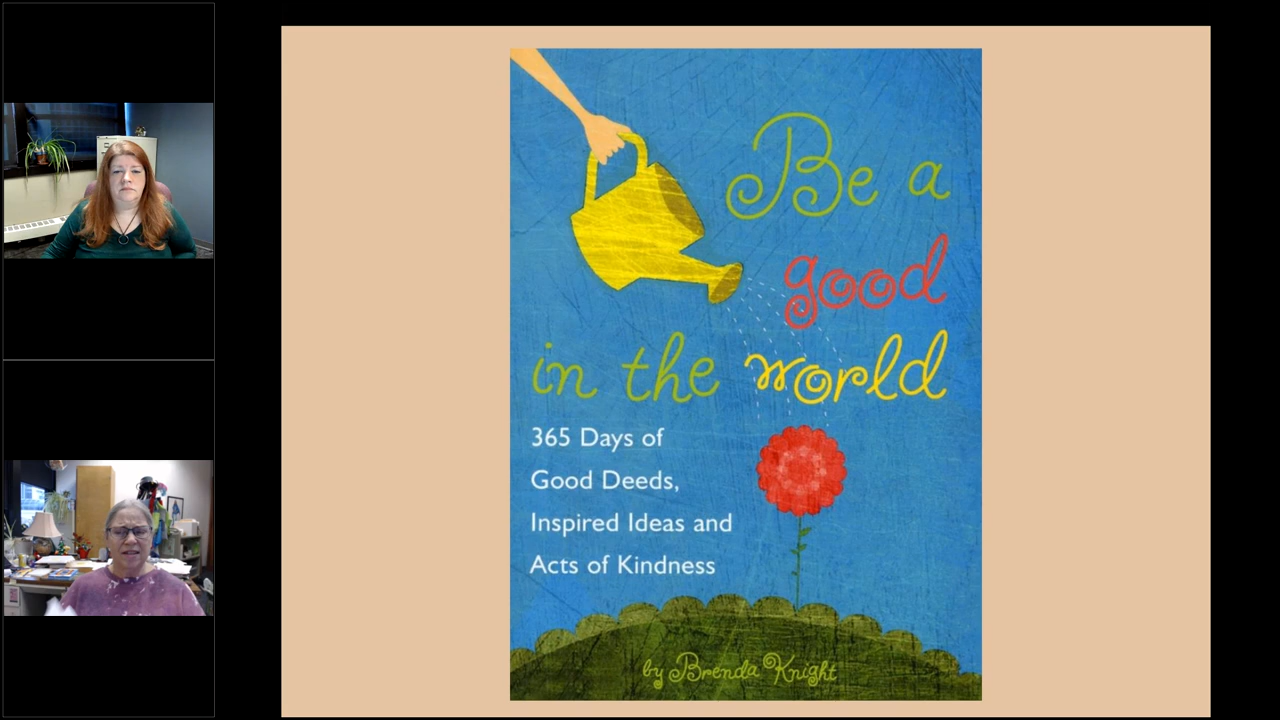 Be a
good
in the world
365 Days of
Good Deeds,
Inspired Ideas and
Acts of Kindness
by Brenda Knight